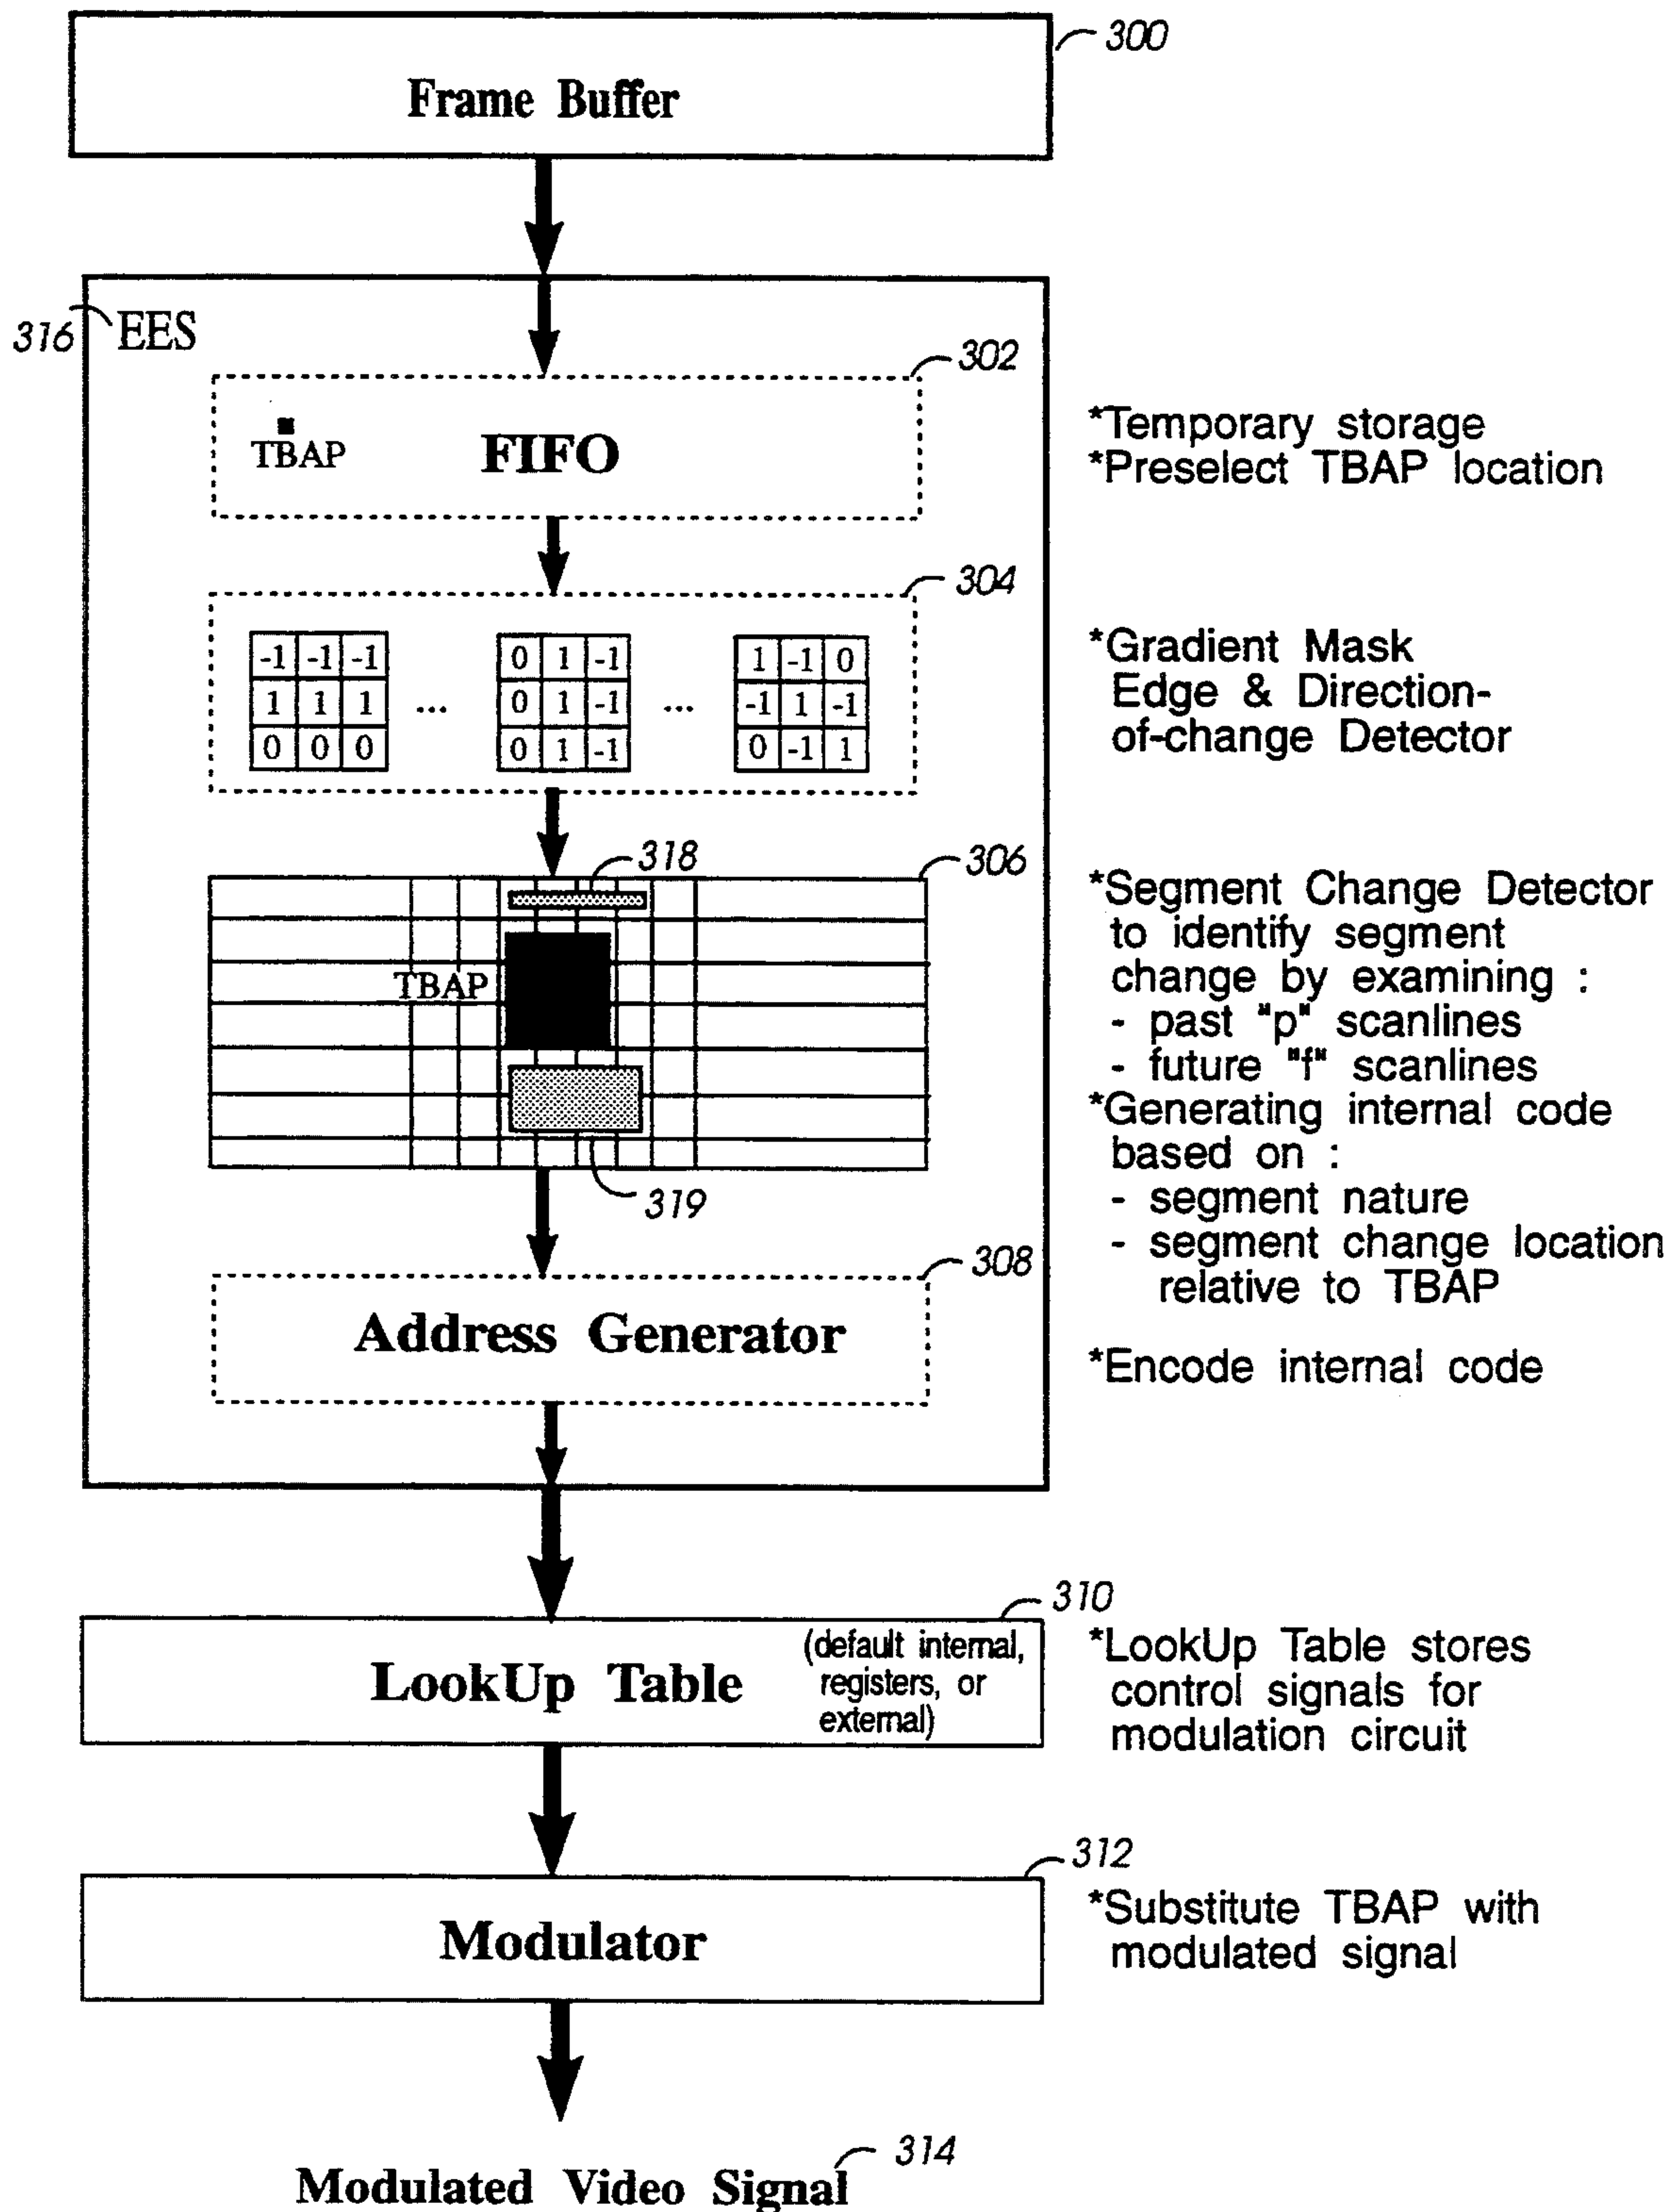 300
Frame Buffer
316
EES
302
TBAP
FIFO
*Temporary storage
*Preselect TBAP location
304
-1 -1 -1
1 1 1
0 0 0
...
0 1 -1
0 1 -1
0 1 -1
...
1 -1 0
-1 1 -1
0 -1 1
*Gradient Mask
Edge & Direction-
of-change Detector
318
306
TBAP
319
*Segment Change Detector
to identify segment
change by examining :
- past "p" scanlines
- future "f" scanlines
*Generating internal code
based on :
- segment nature
- segment change location
relative to TBAP
308
Address Generator
*Encode internal code
310
LookUp Table
(default internal,
registers, or
external)
*LookUp Table stores
control signals for
modulation circuit
312
Modulator
*Substitute TBAP with
modulated signal
314
Modulated Video Signal